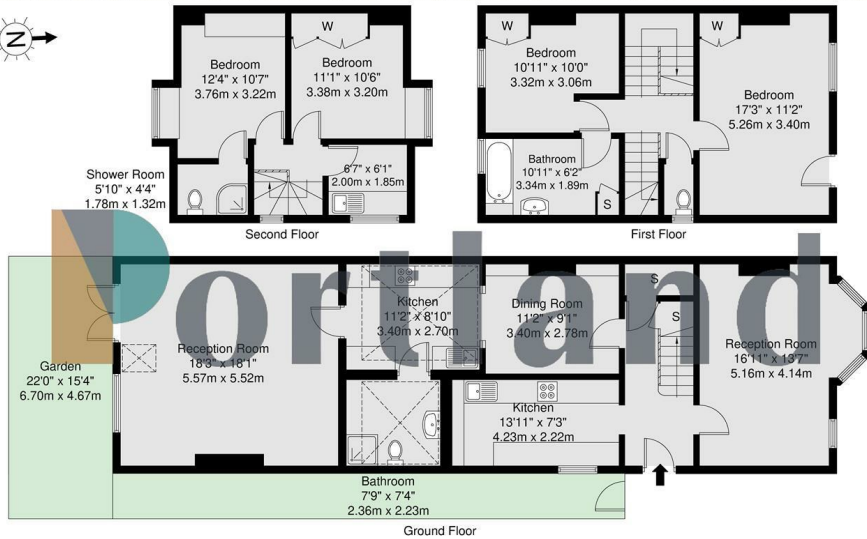 N
Bedroom
12'4" x 10'7"
3.76m x 3.22m
W
Bedroom
11'1" x 10'6"
3.38m x 3.20m
Shower Room
5'10" x 4'4"
1.78m x 1.32m
6'7" x 6'1"
2.00m x 1.85m
Second Floor
W
Bedroom
10'11" x 10'0"
3.32m x 3.06m
W
Bedroom
17'3" x 11'2"
5.26m x 3.40m
Bathroom
10'11" x 6'2"
3.34m x 1.89m
S
First Floor
Portland
Garden
22'0" x 15'4"
6.70m x 4.67m
Reception Room
18'3" x 18'1"
5.57m x 5.52m
Kitchen
11'2" x 8'10"
3.40m x 2.70m
Dining Room
11'2" x 9'1"
3.40m x 2.78m
S
S
Reception Room
16'11" x 13'7"
5.16m x 4.14m
Kitchen
13'11" x 7'3"
4.23m x 2.22m
Bathroom
7'9" x 7'4"
2.36m x 2.23m
Ground Floor